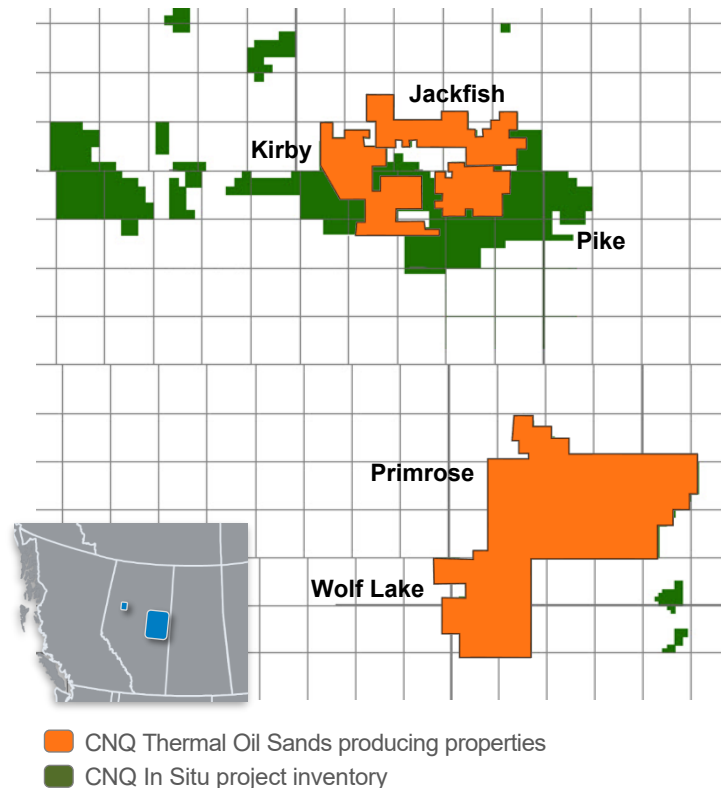 Jackfish
Kirby
Pike
Primrose
Wolf Lake
CNQ Thermal Oil Sands producing properties
CNQ In Situ project inventory